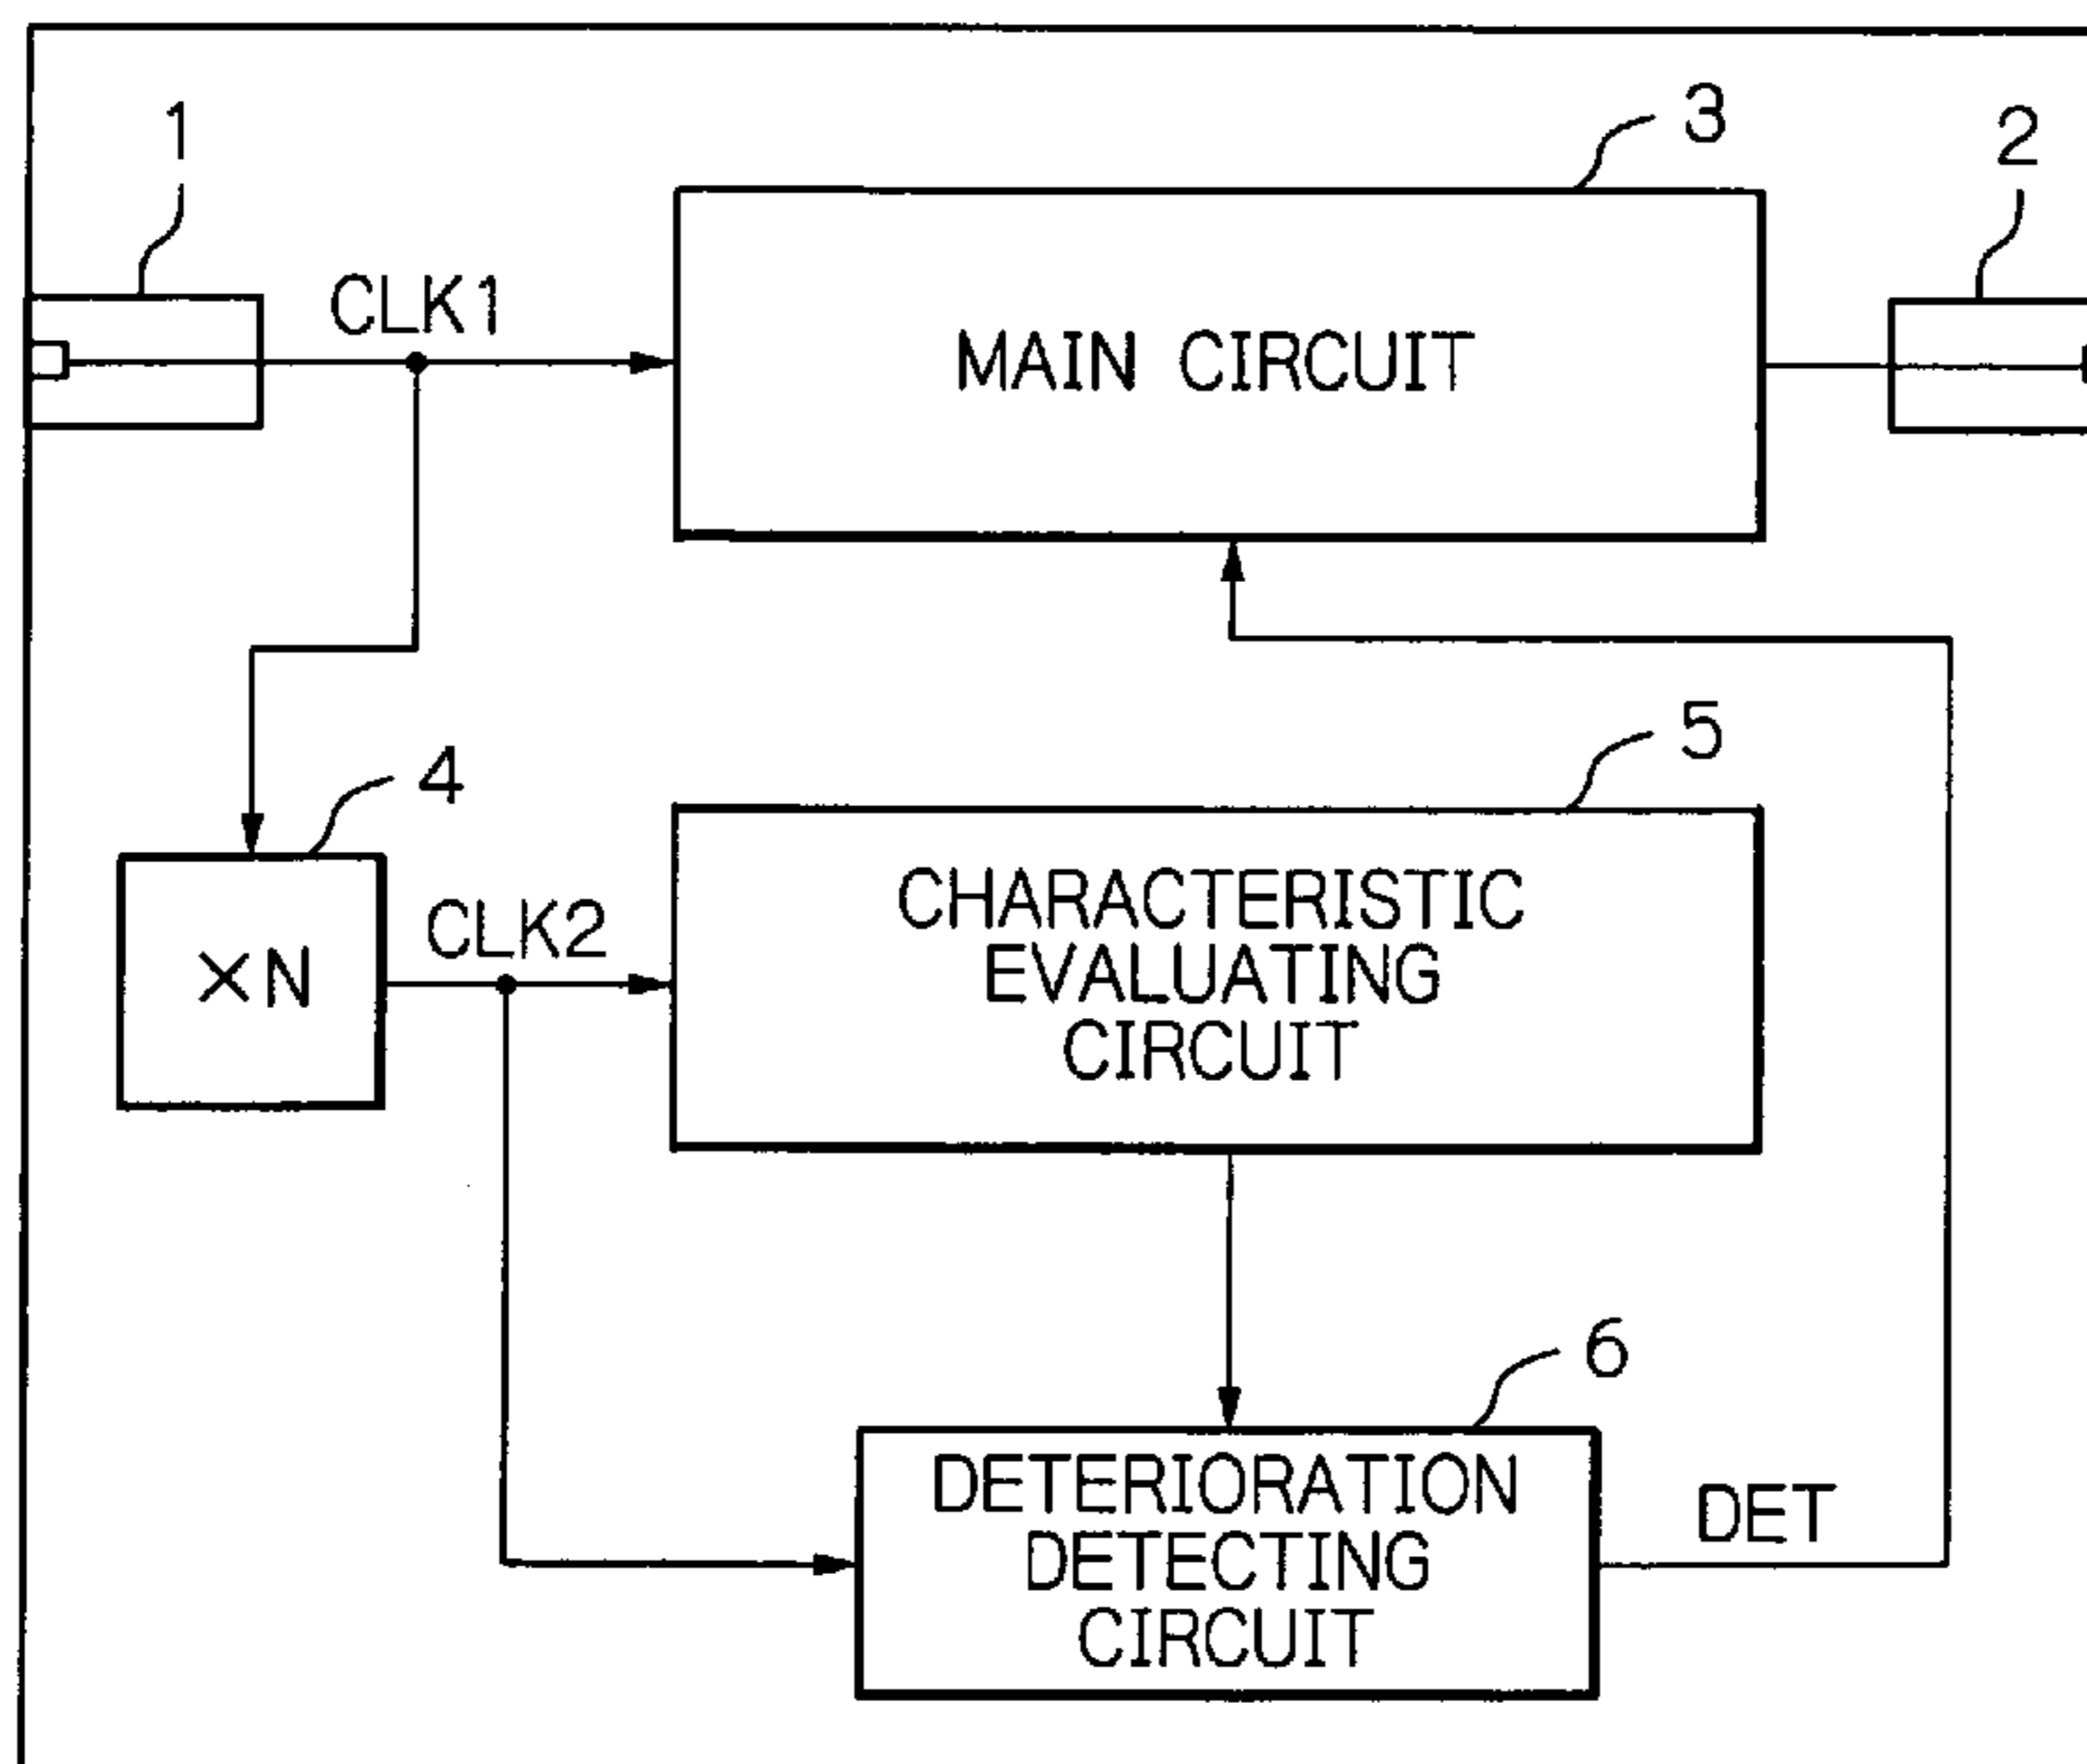 1
3
2
CLK1
MAIN CIRCUIT
5
4
CHARACTERISTIC
EVALUATING
CIRCUIT
CLK2
×N
6
DETERIORATION
DETECTING
CIRCUIT
DET